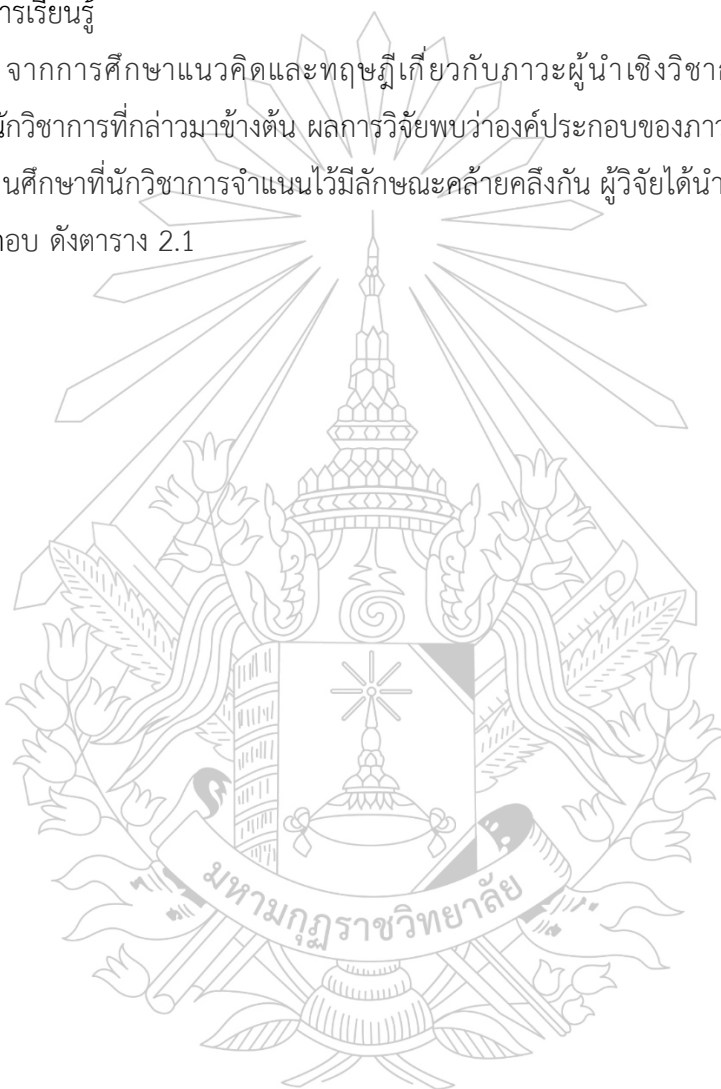 การเรียนรู้
จากการศึกษาแนวคิดและทฤษฎีเกี่ยวกับภาวะผู้นำเชิงวิชา
นักวิชาการที่กล่าวมาข้างต้น ผลการวิจัยพบว่าองค์ประกอบของภา
นศึกษาที่นักวิชาการจำแนนไว้มีลักษณะคล้ายคลึงกัน ผู้วิจัยได้นำ
อบ ดังตาราง 2.1
มหามกุฏราชวิทยาลัย